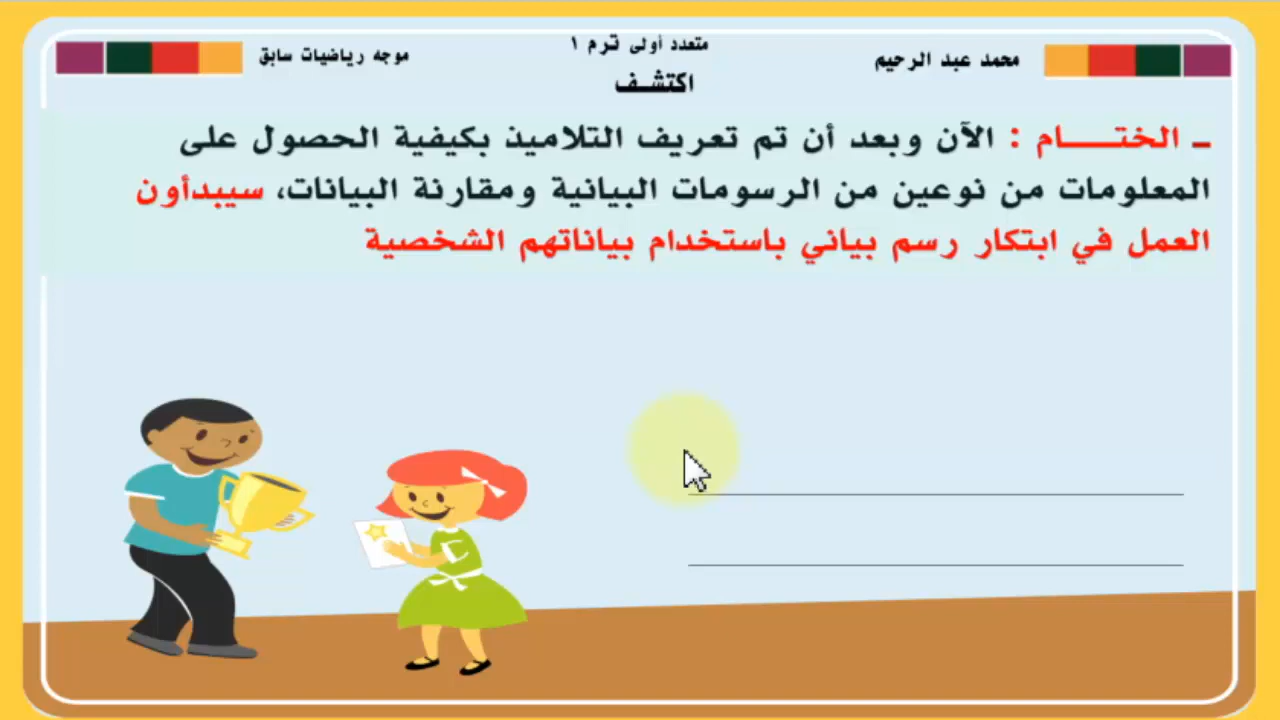 محمد عبد الرحيم
متعدد أولى ترم ١
موجه رياضيات سابق
اكتشف
ـ الختـــــام : الآن وبعد أن تم تعريف التلاميذ بكيفية الحصول على
المعلومات من نوعين من الرسومات البيانية ومقارنة البيانات، سيبدأون
العمل في ابتكار رسم بياني باستخدام بياناتهم الشخصية